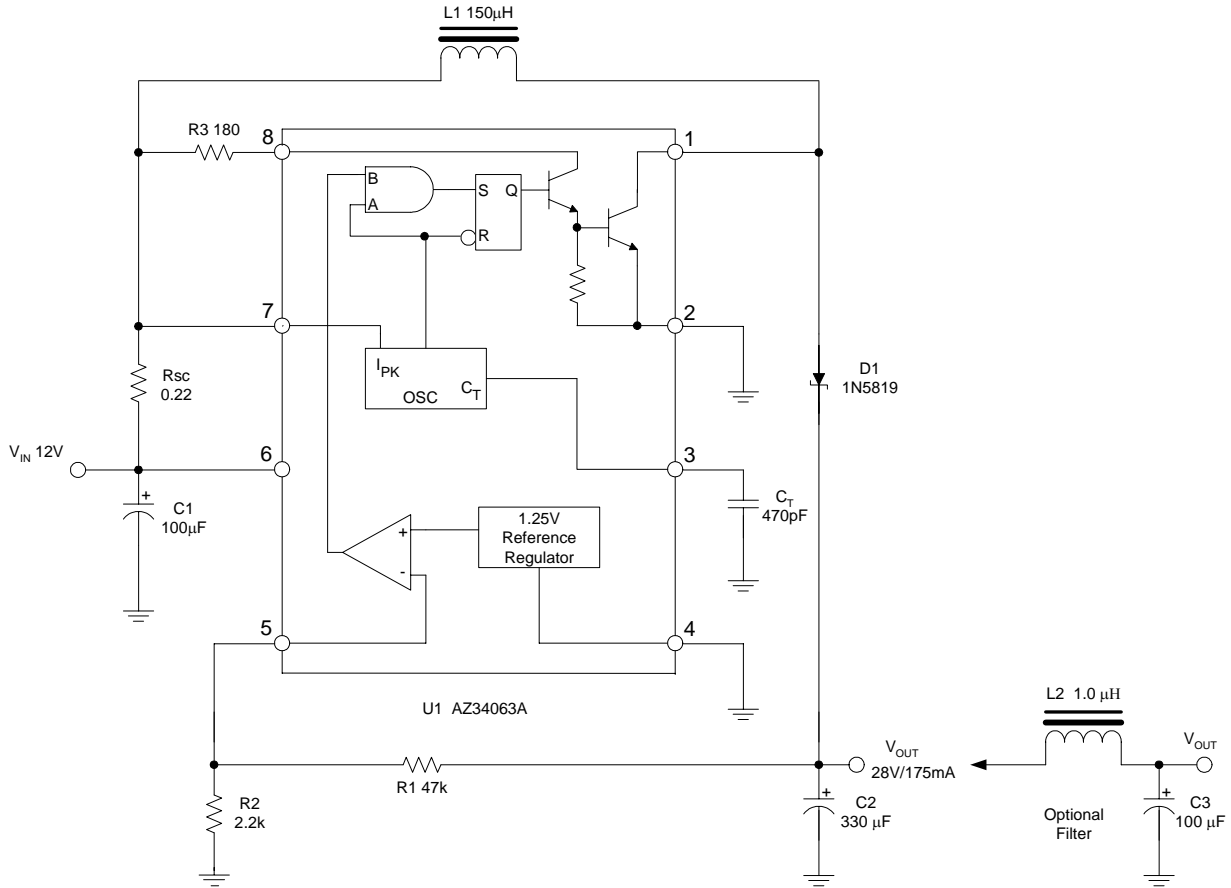 L1 150μH
R3 180
8
1
B
A
S
Q
R
7
2
I_PK
C_T
OSC
Rsc
0.22
D1
1N5819
V_IN 12V
6
3
+
C1
100μF
C_T
470pF
1.25V
Reference
Regulator
+
-
5
4
U1 AZ34063A
L2 1.0 μH
V_OUT
28V/175mA
V_OUT
R1 47k
R2
2.2k
+
C2
330 μF
Optional
Filter
+
C3
100 μF